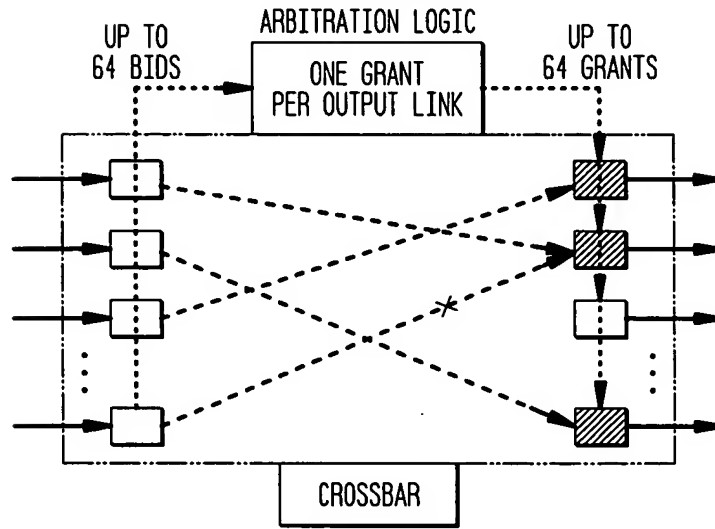 ARBITRATION LOGIC
UP TO
64 BIDS
ONE GRANT
PER OUTPUT LINK
UP TO
64 GRANTS
CROSSBAR